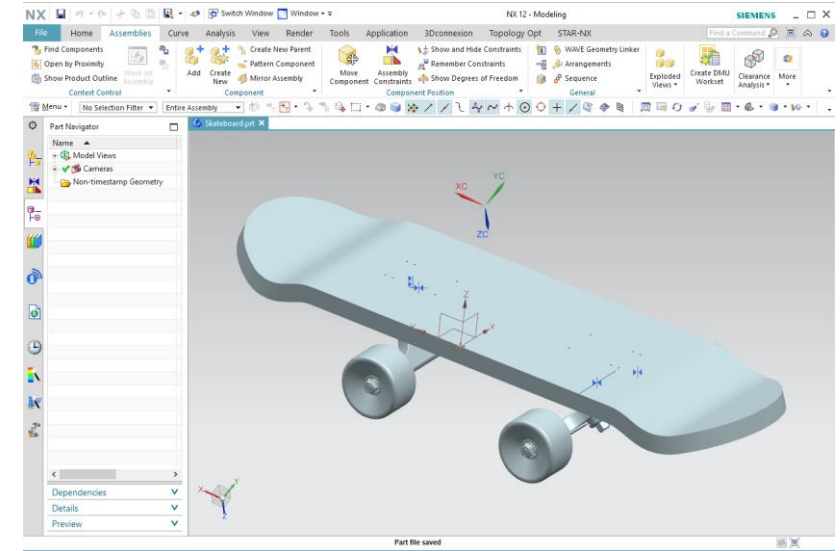 NX Switch Window Window NX 12 - Modeling SIEMENS
File Home Assemblies Curve Analysis View Render Tools Application 3Dconnexion Topology Opt STAR-NX Find a Command
Find Components
Open by Proximity
Show Product Outline
Work on
Assembly
Context Control
Add
Create
New
Create New Parent
Pattern Component
Mirror Assembly
Component
Move
Component
Assembly
Constraints
Show and Hide Constraints
Remember Constraints
Show Degrees of Freedom
Component Position
WAVE Geometry Linker
Arrangements
Sequence
General
Exploded
Views
Create DMU
Workset
Clearance
Analysis
More
Menu No Selection Filter Entire Assembly
Part Navigator
Skateboard.prt
Name
Model Views
Cameras
Non-timestamp Geometry
XC
YC
ZC
Z
X
Y
Z
Dependencies
Details
Preview
Part file saved